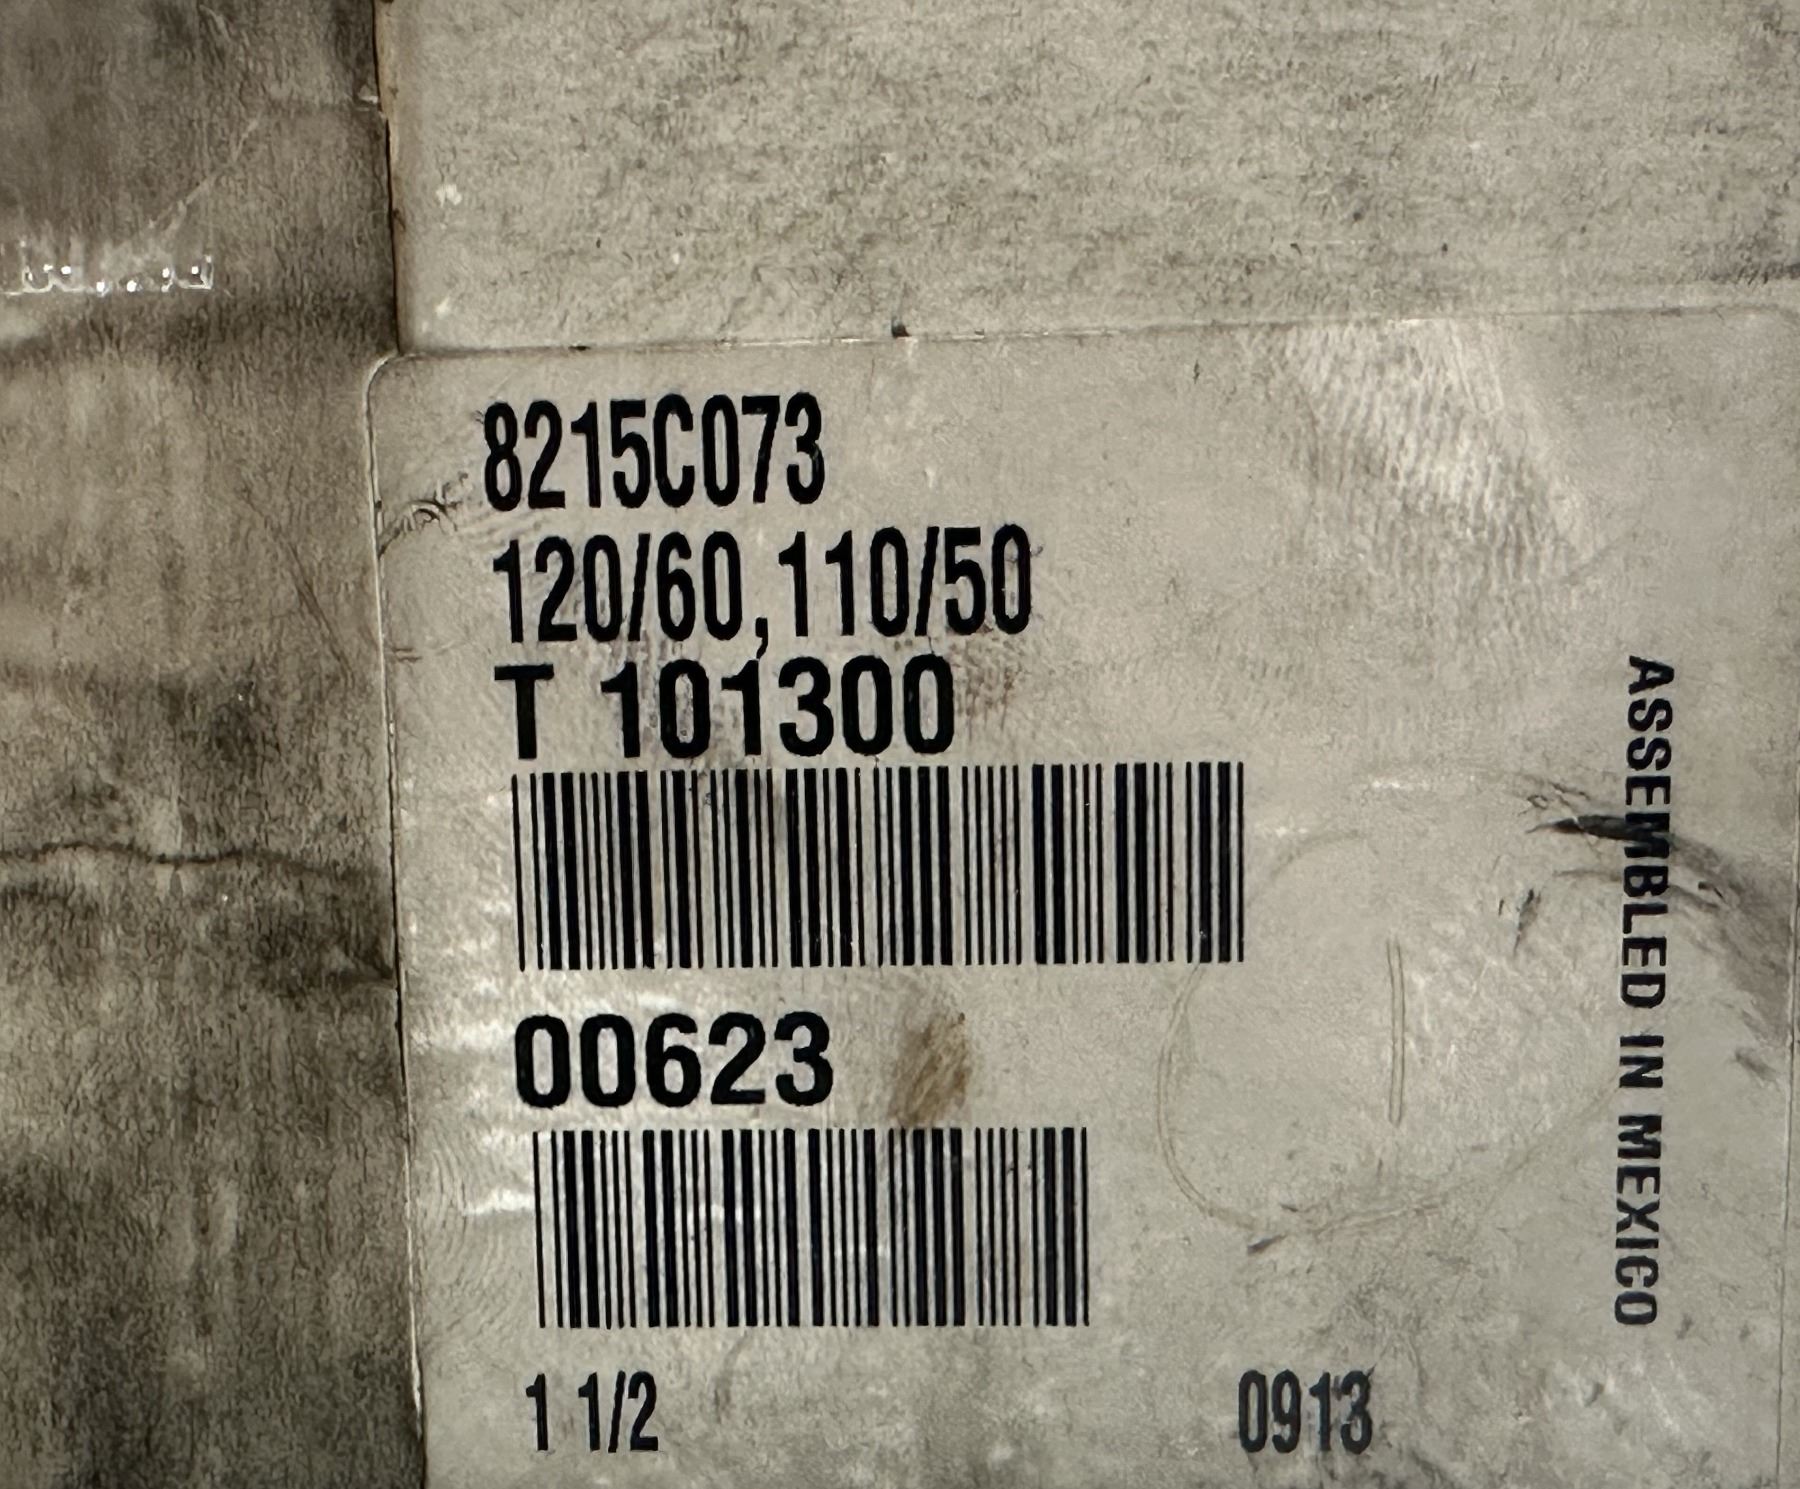 8215C073
120/60,110/50
T 101300
00623
1 1/2
0913
ASSEMBLED IN MEXICO